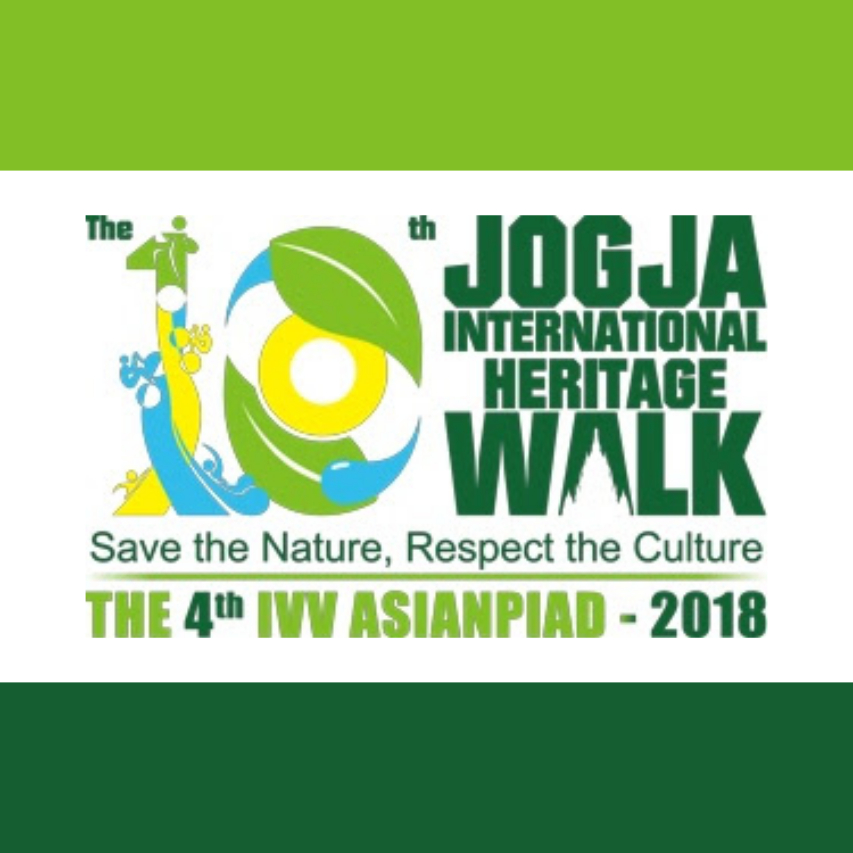 The 10th
JOGJA
INTERNATIONAL
HERITAGE
WALK
Save the Nature, Respect the Culture
THE 4th IVV ASIANPIAD - 2018